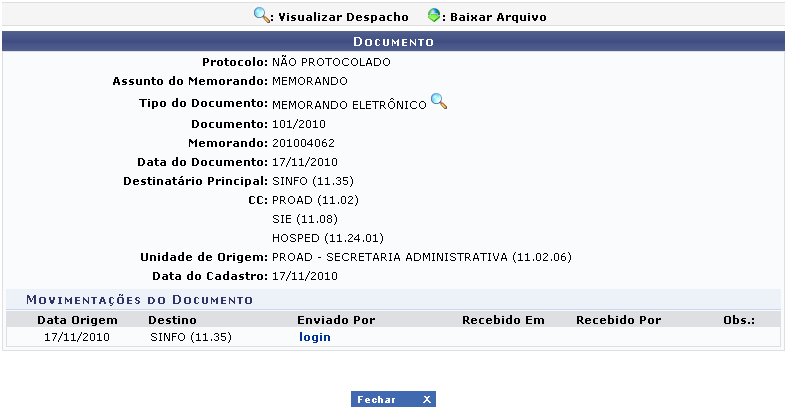 : Visualizar Despacho : Baixar Arquivo
Documento
Protocolo: NÃO PROTOCOLADO
Assunto do Memorando: MEMORANDO
Tipo do Documento: MEMORANDO ELETRÔNICO
Documento: 101/2010
Memorando: 201004062
Data do Documento: 17/11/2010
Destinatário Principal: SINFO (11.35)
CC: PROAD (11.02)
SIE (11.08)
HOSPED (11.24.01)
Unidade de Origem: PROAD - SECRETARIA ADMINISTRATIVA (11.02.06)
Data do Cadastro: 17/11/2010
Movimentações do Documento
Data Origem Destino Enviado Por Recebido Em Recebido Por Obs.:
17/11/2010 SINFO (11.35) login
Fechar X